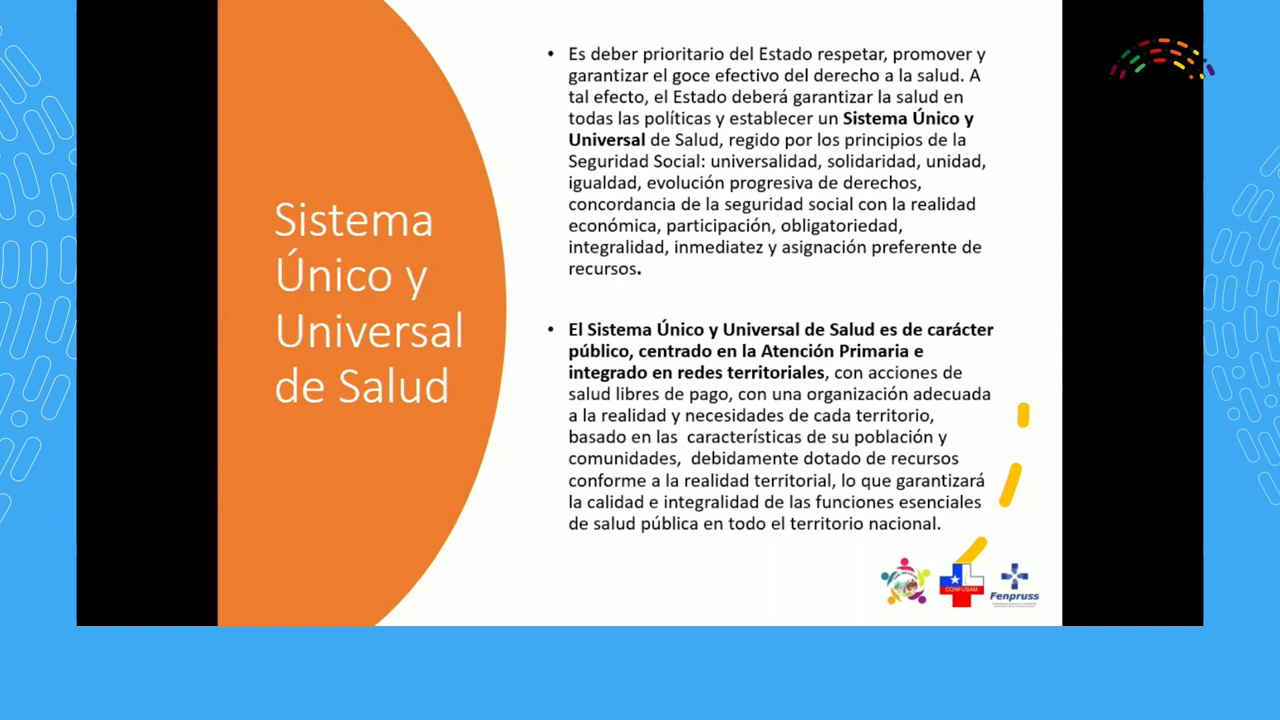 Sistema
Único y
Universal
de Salud
• Es deber prioritario del Estado respetar, promover y
garantizar el goce efectivo del derecho a la salud. A
tal efecto, el Estado deberá garantizar la salud en
todas las políticas y establecer un Sistema Único y
Universal de Salud, regido por los principios de la
Seguridad Social: universalidad, solidaridad, unidad,
igualdad, evolución progresiva de derechos,
concordancia de la seguridad social con la realidad
económica, participación, obligatoriedad,
integralidad, inmediatez y asignación preferente de
recursos.
• El Sistema Único y Universal de Salud es de carácter
público, centrado en la Atención Primaria e
integrado en redes territoriales, con acciones de
salud libres de pago, con una organización adecuada
a la realidad y necesidades de cada territorio,
basado en las características de su población y
comunidades, debidamente dotado de recursos
conforme a la realidad territorial, lo que garantizará
la calidad e integralidad de las funciones esenciales
de salud pública en todo el territorio nacional.
CONFUSAM
Fenpruss